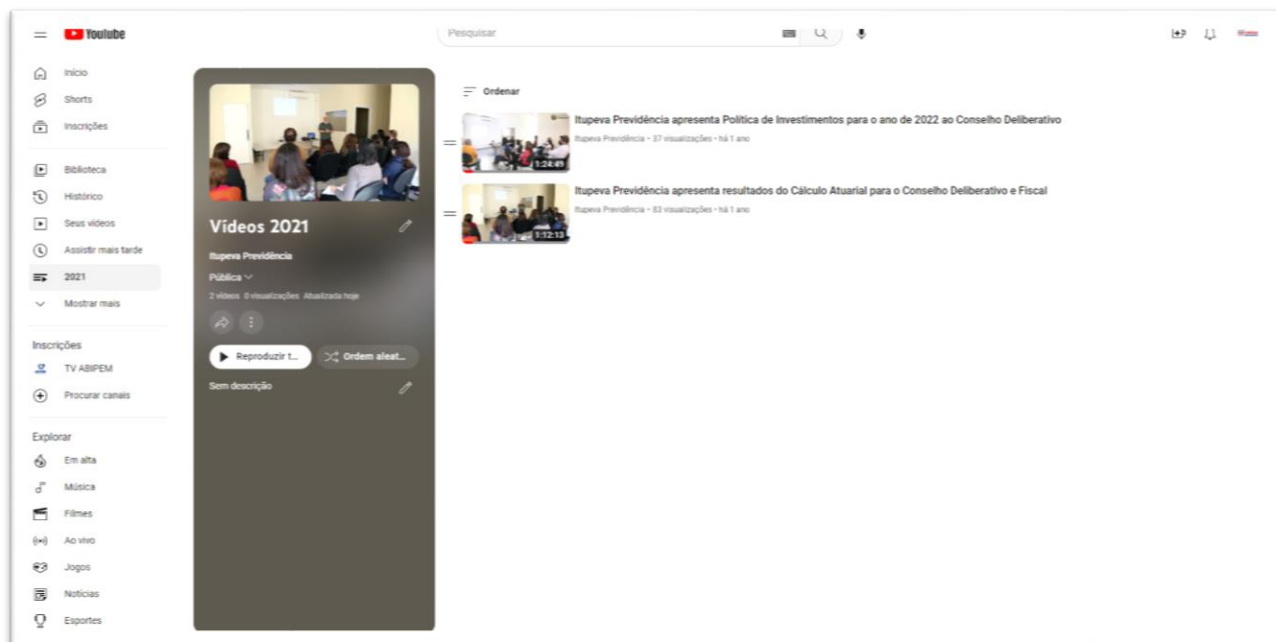 YouTube
Pesquisar
Início
Shorts
Inscrições
Biblioteca
Histórico
Seus vídeos
Assistir mais tarde
2021
Mostrar mais
Inscrições
TV ABIPEM
Procurar canais
Explorar
Em alta
Música
Filmes
Ao vivo
Jogos
Notícias
Esportes
Vídeos 2021
Itupeva Previdência
Pública
2 vídeos 0 visualizações Atualizada hoje
Reproduzir t...
Ordem aleat...
Sem descrição
Ordenar
Itupeva Previdência apresenta Política de Investimentos para o ano de 2022 ao Conselho Deliberativo
Itupeva Previdência • 37 visualizações • há 1 ano
1:24:49
Itupeva Previdência apresenta resultados do Cálculo Atuarial para o Conselho Deliberativo e Fiscal
Itupeva Previdência • 83 visualizações • há 1 ano
1:12:13